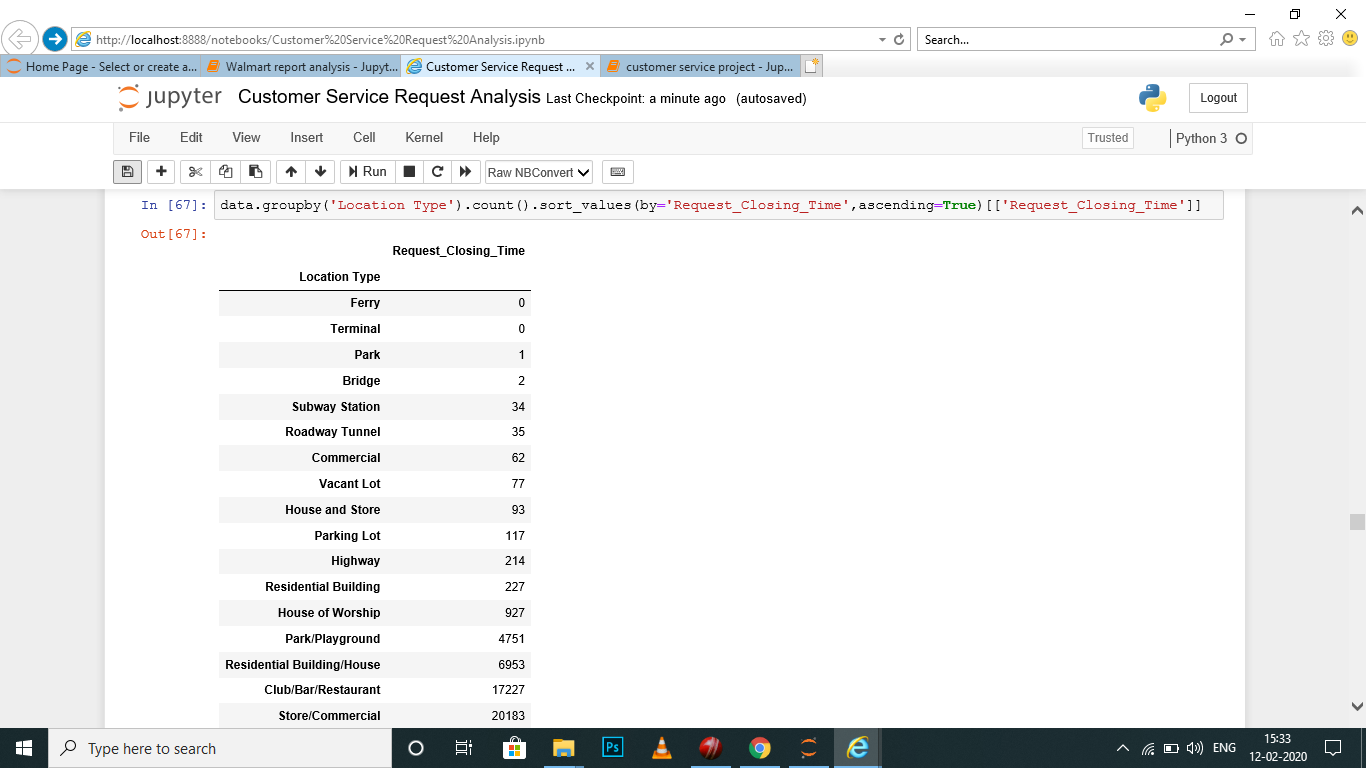 http://localhost:8888/notebooks/Customer%20Service%20Request%20Analysis.ipynb
Search...
Home Page - Select or create a...
Walmart report analysis - Jupyt...
Customer Service Request ...
customer service project - Jup...
jupyter Customer Service Request Analysis Last Checkpoint: a minute ago (autosaved)
Logout
File Edit View Insert Cell Kernel Help
Trusted
Python 3
Run
Raw NBConvert
In [67]: data.groupby('Location Type').count().sort_values(by='Request_Closing_Time',ascending=True)[['Request_Closing_Time']]
Out[67]:
Request_Closing_Time
Location Type
Ferry 0
Terminal 0
Park 1
Bridge 2
Subway Station 34
Roadway Tunnel 35
Commercial 62
Vacant Lot 77
House and Store 93
Parking Lot 117
Highway 214
Residential Building 227
House of Worship 927
Park/Playground 4751
Residential Building/House 6953
Club/Bar/Restaurant 17227
Store/Commercial 20183
Type here to search
Ps
ENG
15:33
12-02-2020